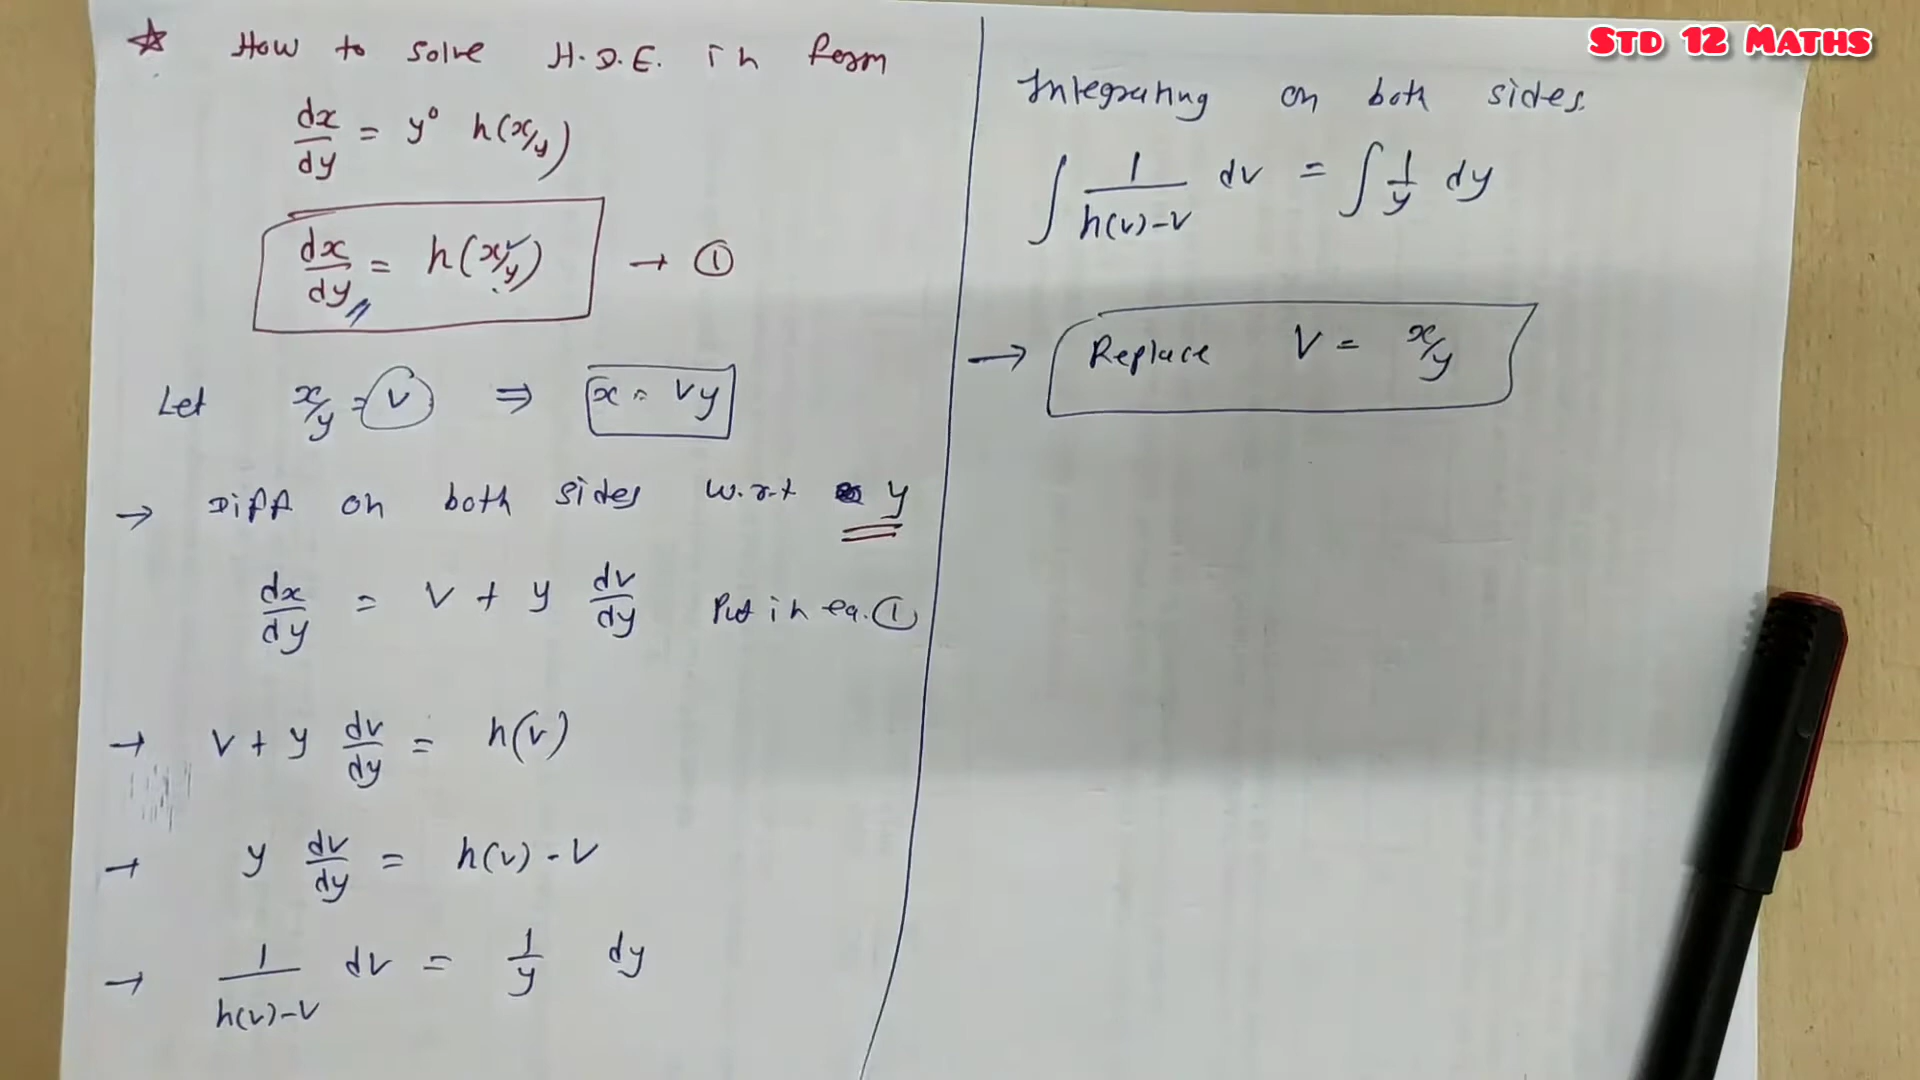 Std 12 Maths
☆ How to solve H.D.E. in form
dx/dy = y⁰ h(x/y)
dx/dy = h(x/y) → ①
Let x/y = v ⇒ x = vy
→ Diff on both sides w.r.t y
dx/dy = v + y dv/dy Put in eq. ①
→ v + y dv/dy = h(v)
→ y dv/dy = h(v) - v
→ 1/(h(v)-v) dv = 1/y dy
Integrating on both sides.
∫ 1/(h(v)-v) dv = ∫ 1/y dy
→ Replace v = x/y